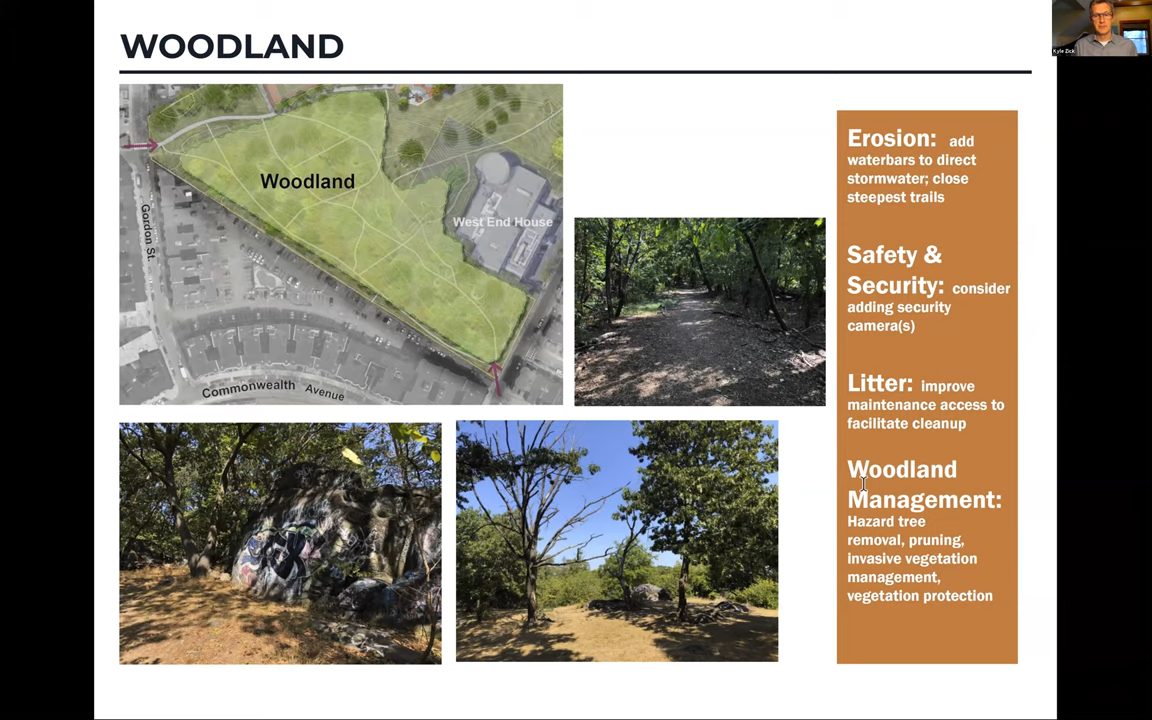 WOODLAND
Kyle Zick
Woodland
West End House
Gordon St.
Commonwealth Avenue
Erosion: add
waterbars to direct
stormwater; close
steepest trails
Safety &
Security: consider
adding security
camera(s)
Litter: improve
maintenance access to
facilitate cleanup
Woodland
Management:
Hazard tree
removal, pruning,
invasive vegetation
management,
vegetation protection